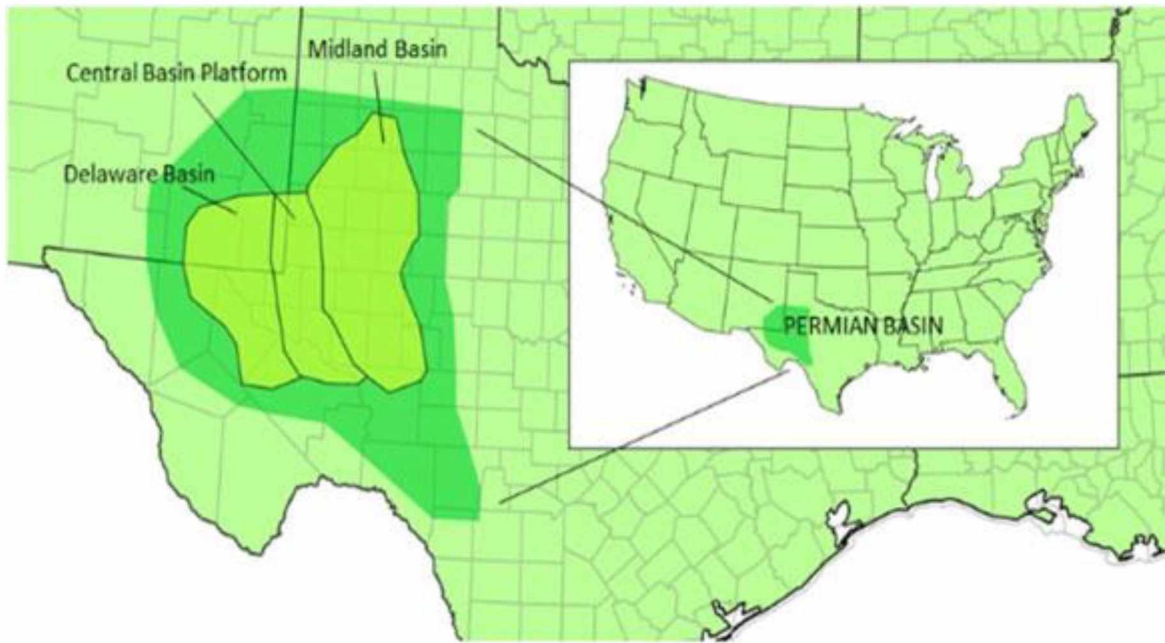 Midland Basin
Central Basin Platform
Delaware Basin
PERMIAN BASIN